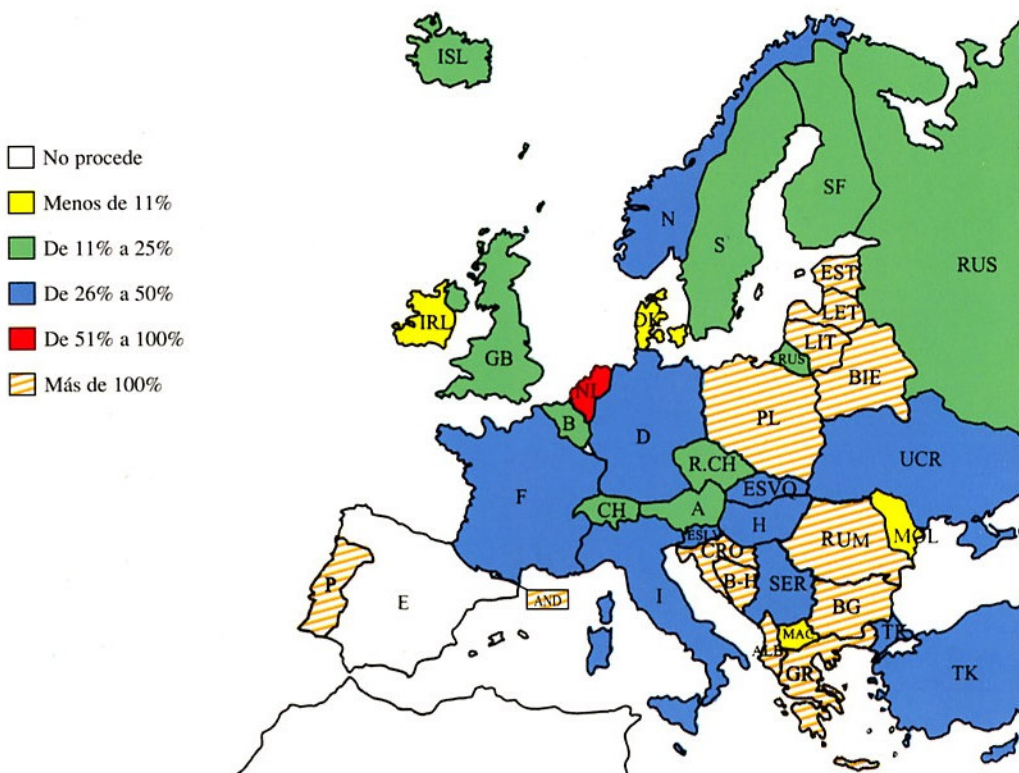 ISL
No procede
Menos de 11%
De 11% a 25%
De 26% a 50%
De 51% a 100%
Más de 100%
N
S
SF
RUS
EST
LET
LIT
RUS
BIE
IRL
GB
DK
NL
B
D
PL
R.CH
UCR
F
CH
A
ESVQ
H
ESLV
CRO
B-H
SER
RUM
MOL
P
E
AND
I
BG
MAC
ALB
GR
TK
TK